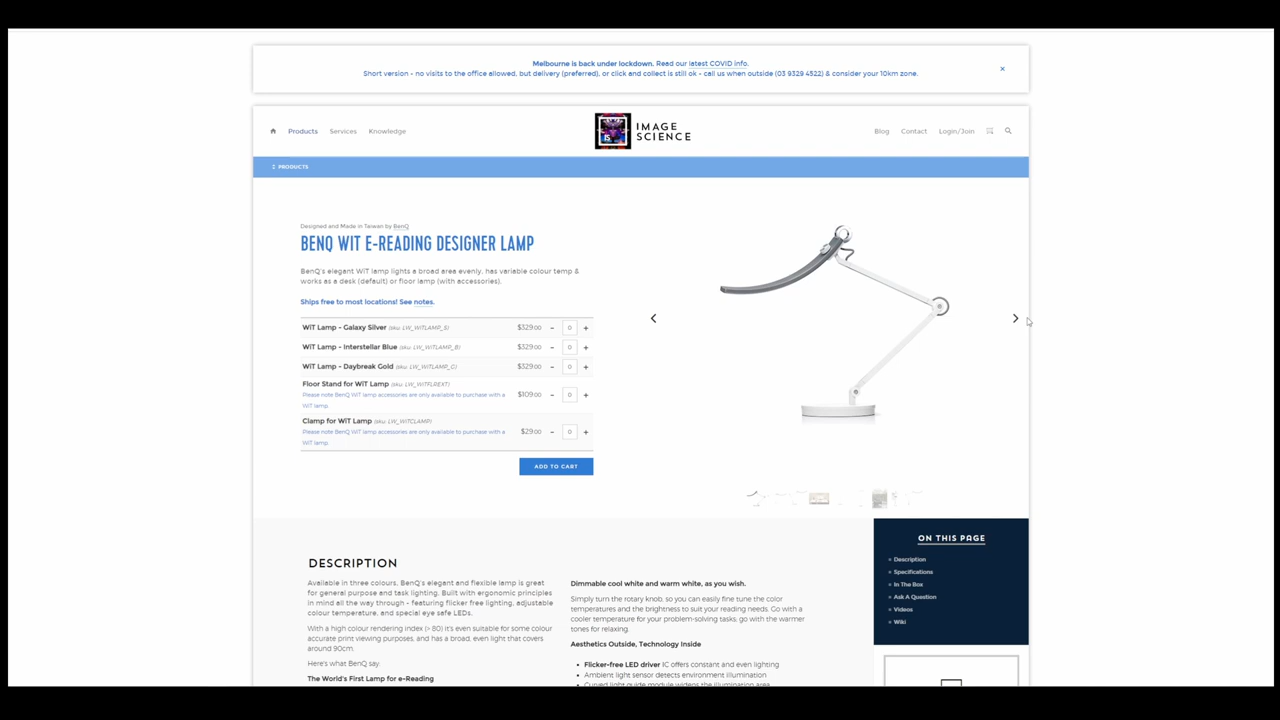 Melbourne is back under lockdown. Read our latest COVID info.
Short version - no visits to the office allowed, but delivery (preferred), or click and collect is still ok - call us when outside (03 9329 4522) & consider your 10km zone.
×
Products Services Knowledge
IMAGE
SCIENCE
Blog Contact Login/Join
PRODUCTS
Designed and Made in Taiwan by BenQ
BENQ WIT E-READING DESIGNER LAMP
BenQ's elegant WiT lamp lights a broad area evenly, has variable colour temp &
works as a desk (default) or floor lamp (with accessories).
Ships free to most locations! See notes.
WiT Lamp - Galaxy Silver (sku: LW_WITLAMP_S) $329.00 - 0 +
WiT Lamp - Interstellar Blue (sku: LW_WITLAMP_B) $329.00 - 0 +
WiT Lamp - Daybreak Gold (sku: LW_WITLAMP_G) $329.00 - 0 +
Floor Stand for WiT Lamp (sku: LW_WITFLREXT)
Please note BenQ WiT lamp accessories are only available to purchase with a
WiT lamp.
$109.00 - 0 +
Clamp for WiT Lamp (sku: LW_WITCLAMP)
Please note BenQ WiT lamp accessories are only available to purchase with a
WiT lamp.
$29.00 - 0 +
ADD TO CART
DESCRIPTION
Available in three colours, BenQ's elegant and flexible lamp is great
for general purpose and task lighting. Built with ergonomic principles
in mind all the way through - featuring flicker free lighting, adjustable
colour temperature, and special eye safe LEDs.
With a high colour rendering index (> 80) it's even suitable for some colour
accurate print viewing purposes, and has a broad, even light that covers
around 90cm.
Here's what BenQ say.
The World's First Lamp for e-Reading
Dimmable cool white and warm white, as you wish.
Simply turn the rotary knob, so you can easily fine tune the color
temperatures and the brightness to suit your reading needs. Go with a
cooler temperature for your problem-solving tasks; go with the warmer
tones for relaxing.
Aesthetics Outside, Technology Inside
• Flicker-free LED driver IC offers constant and even lighting
• Ambient light sensor detects environment illumination
• Curved light guide module widens the illumination area
ON THIS PAGE
Description
Specifications
In The Box
Ask A Question
Videos
Wiki